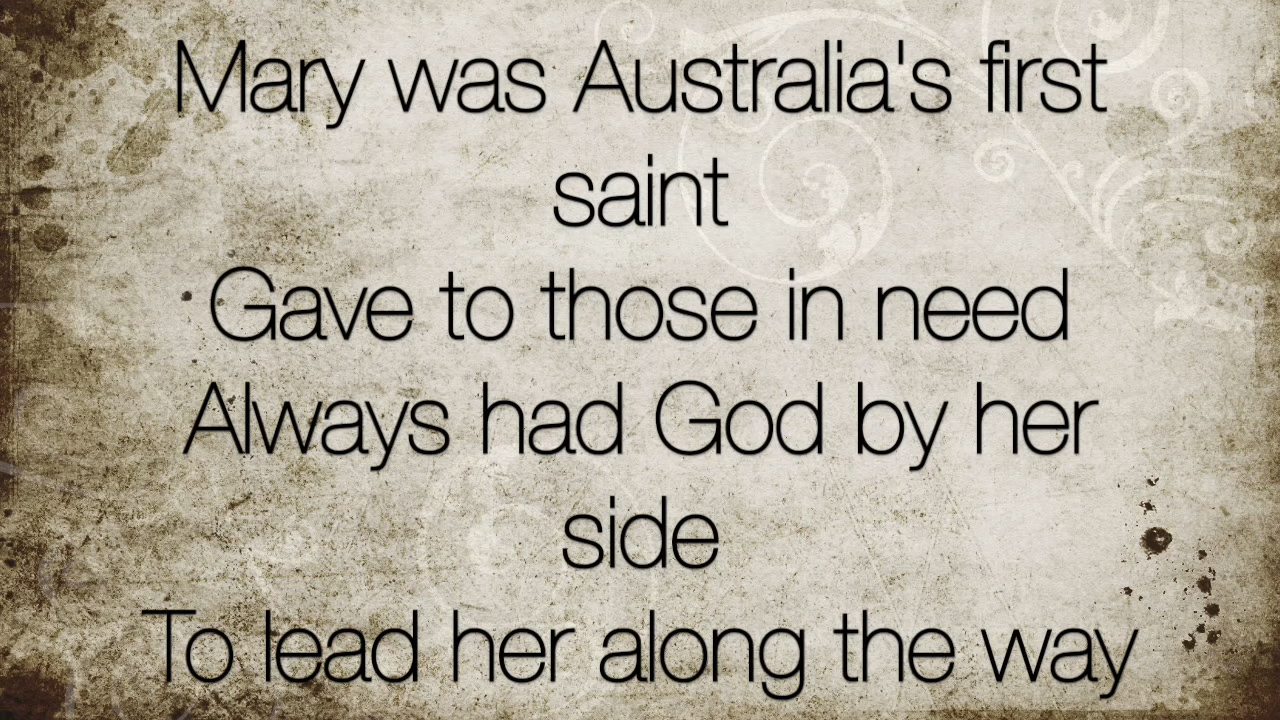 Mary was Australia's first
saint
Gave to those in need
Always had God by her
side
To lead her along the way